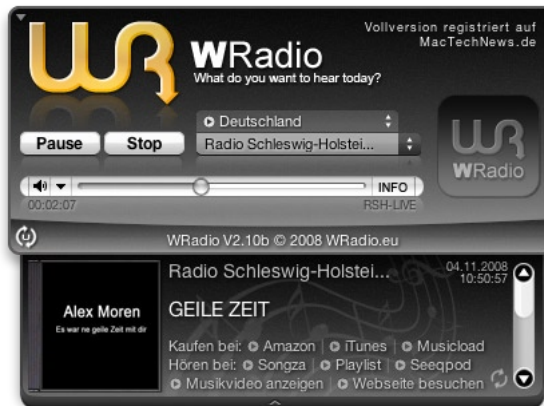 Vollversion registriert auf
MacTechNews.de
WRadio
What do you want to hear today?
Deutschland
Pause
Stop
Radio Schleswig-Holstei...
WRadio
INFO
00:02:07
RSH-LIVE
WRadio V2.10b © 2008 WRadio.eu
Radio Schleswig-Holstei...
04.11.2008
10:50:57
Alex Moren
Es war ne geile Zeit mit dir
GEILE ZEIT
Kaufen bei: Amazon | iTunes | Musicload
Hören bei: Songza | Playlist | Seeqpod
Musikvideo anzeigen | Webseite besuchen